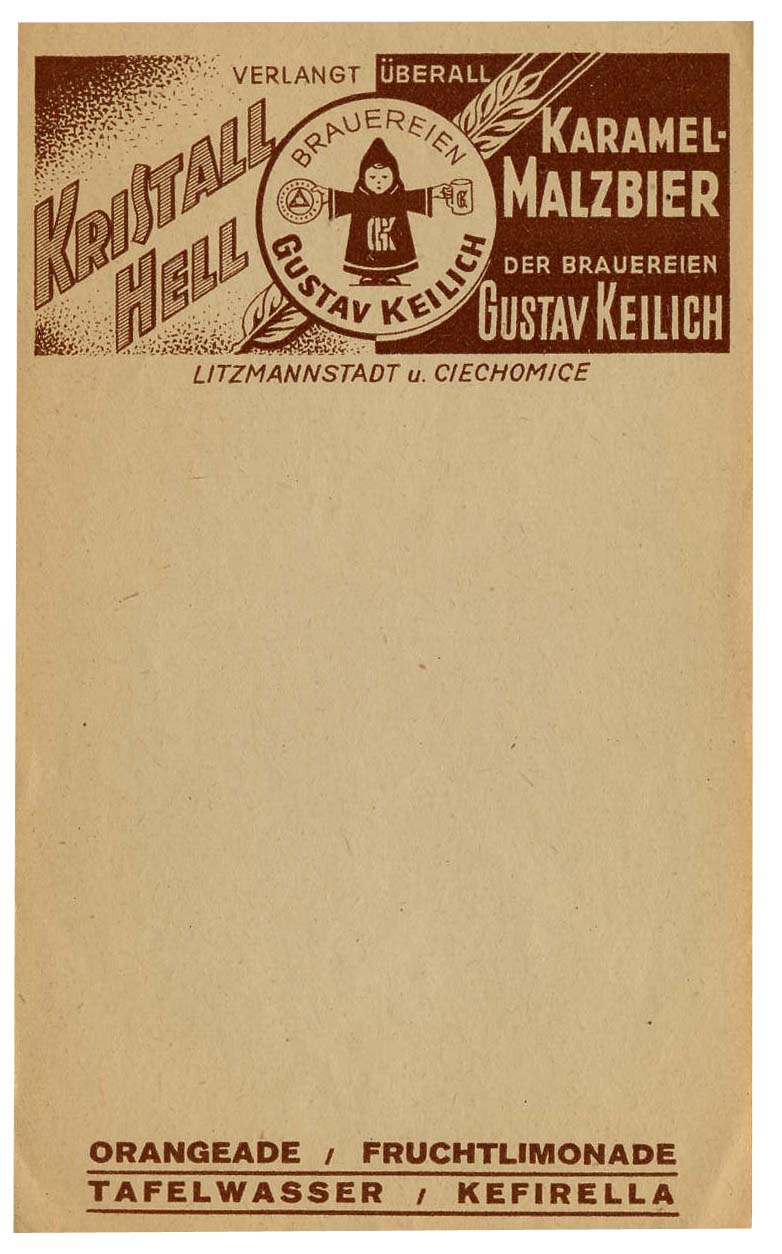 VERLANGT ÜBERALL
KRISTALL
HELL
BRAUEREIEN
GK
GUSTAV KEILICH
KARAMEL-
MALZBIER
DER BRAUEREIEN
GUSTAV KEILICH
LITZMANNSTADT u. CIECHOMICE
ORANGEADE / FRUCHTLIMONADE
TAFELWASSER / KEFIRELLA